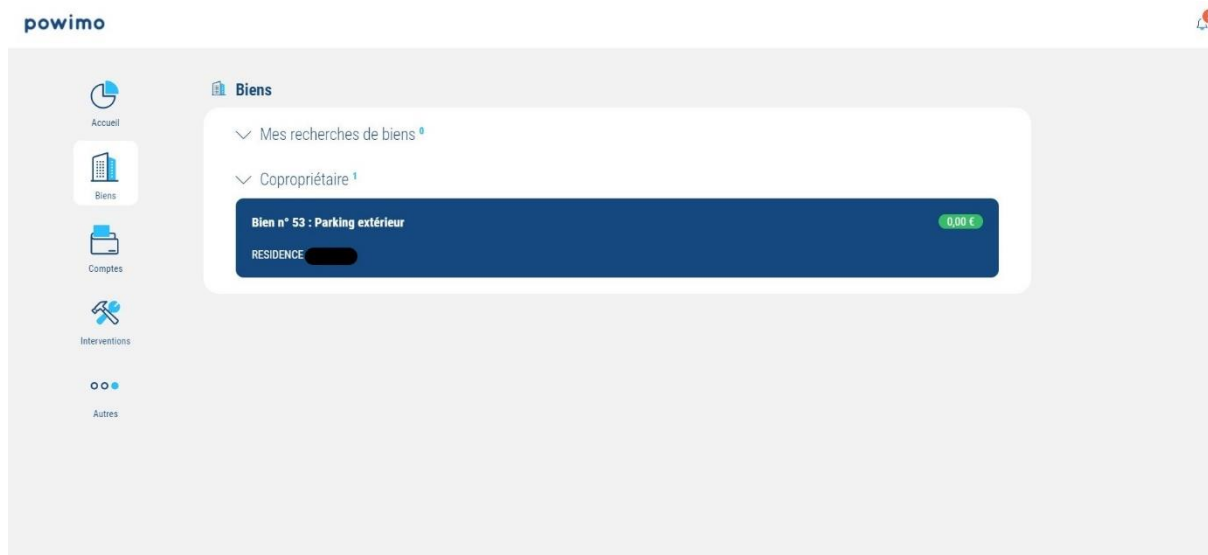 powimo
Accueil
Biens
Comptes
Interventions
Autres
Biens
Mes recherches de biens 0
Copropriétaire 1
Bien n° 53 : Parking extérieur
0,00 €
RESIDENCE